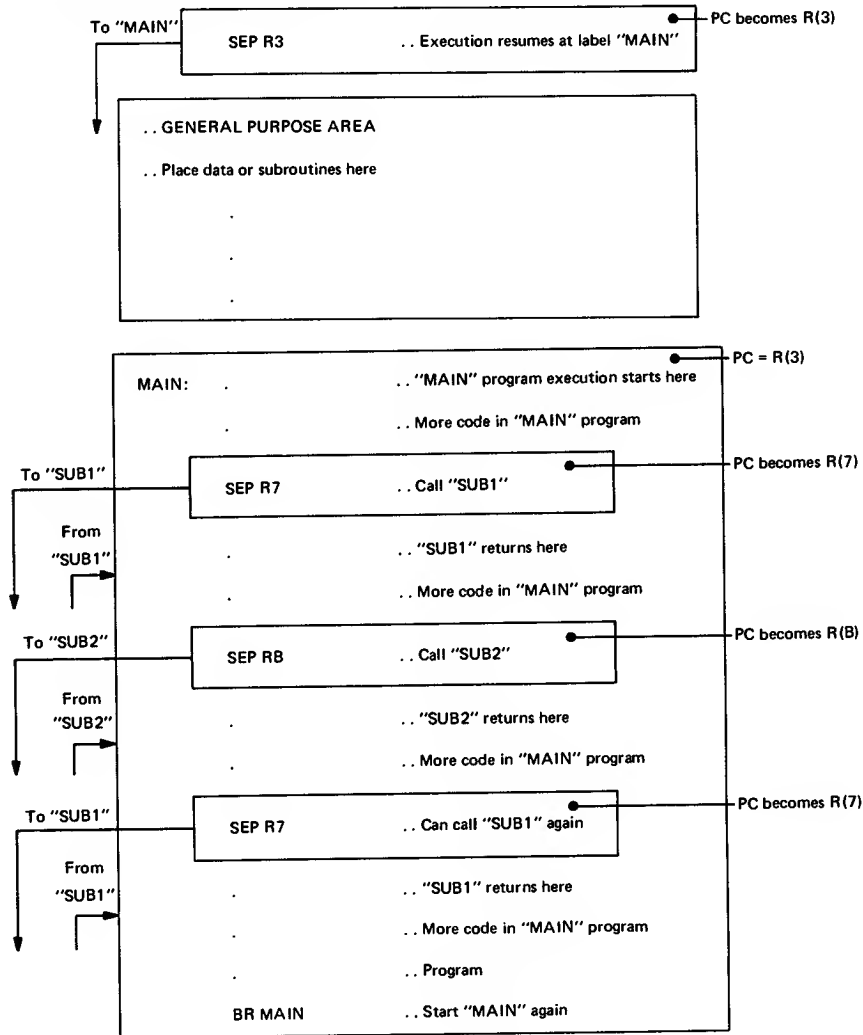 To "MAIN"
SEP R3 . . Execution resumes at label "MAIN"
PC becomes R(3)
. . GENERAL PURPOSE AREA
. . Place data or subroutines here
.
.
.
PC = R(3)
MAIN: . . . "MAIN" program execution starts here
. . . More code in "MAIN" program
To "SUB1"
SEP R7 . . Call "SUB1"
PC becomes R(7)
From
"SUB1"
. . . "SUB1" returns here
. . . More code in "MAIN" program
To "SUB2"
SEP RB . . Call "SUB2"
PC becomes R(B)
From
"SUB2"
. . . "SUB2" returns here
. . . More code in "MAIN" program
To "SUB1"
SEP R7 . . Can call "SUB1" again
PC becomes R(7)
From
"SUB1"
. . . "SUB1" returns here
. . . More code in "MAIN" program
. . . Program
BR MAIN . . Start "MAIN" again